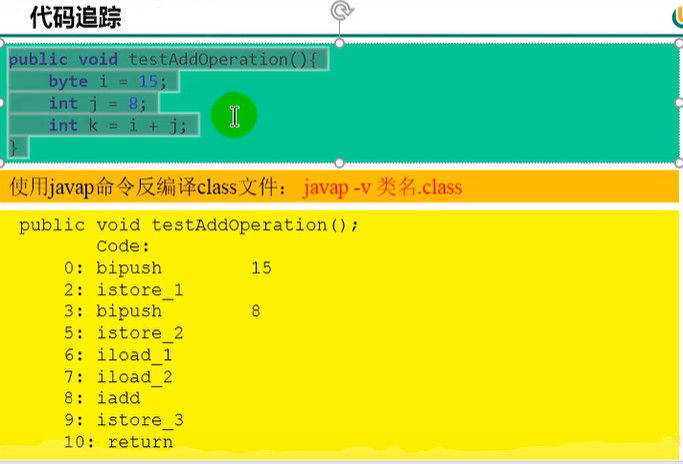 代码追踪
public void testAddOperation(){
    byte i = 15;
    int j = 8;
    int k = i + j;
}
使用javap命令反编译class文件： javap -v 类名.class
public void testAddOperation();
Code:
0: bipush 15
2: istore_1
3: bipush 8
5: istore_2
6: iload_1
7: iload_2
8: iadd
9: istore_3
10: return